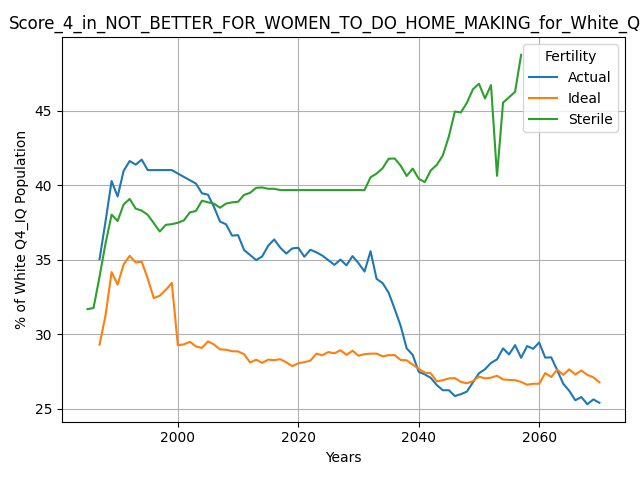 Score_4_in_NOT_BETTER_FOR_WOMEN_TO_DO_HOME_MAKING_for_White_Q
Fertility
Actual
Ideal
Sterile
% of White Q4_IQ Population
45
40
35
30
25
2000
2020
2040
2060
Years